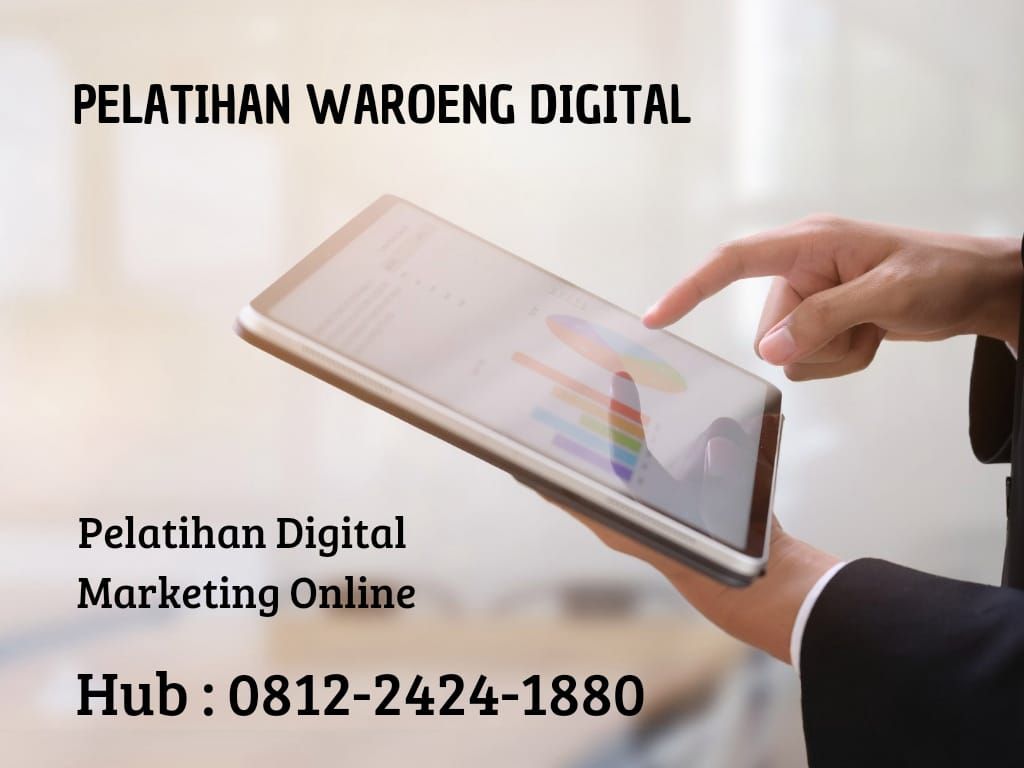 PELATIHAN WAROENG DIGITAL
Pelatihan Digital
Marketing Online
Hub : 0812-2424-1880